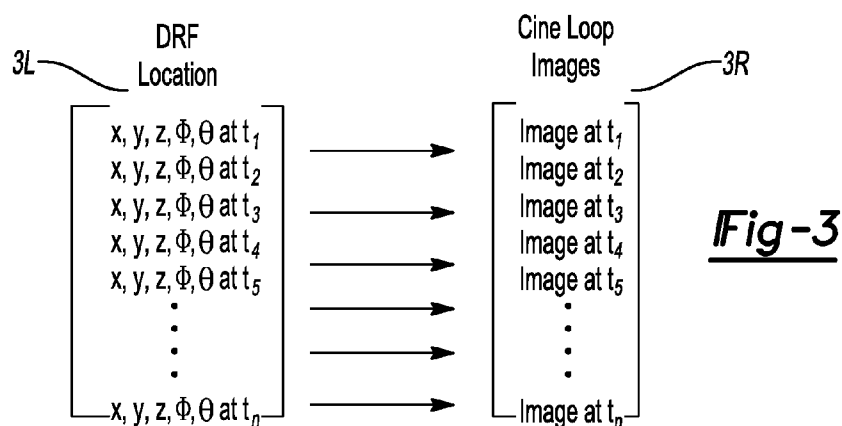 DRF
Location
3L
x, y, z, Φ, θ at t₁
x, y, z, Φ, θ at t₂
x, y, z, Φ, θ at t₃
x, y, z, Φ, θ at t₄
x, y, z, Φ, θ at t₅
x, y, z, Φ, θ at tₙ
Cine Loop
Images
3R
Image at t₁
Image at t₂
Image at t₃
Image at t₄
Image at t₅
Image at tₙ
Fig-3